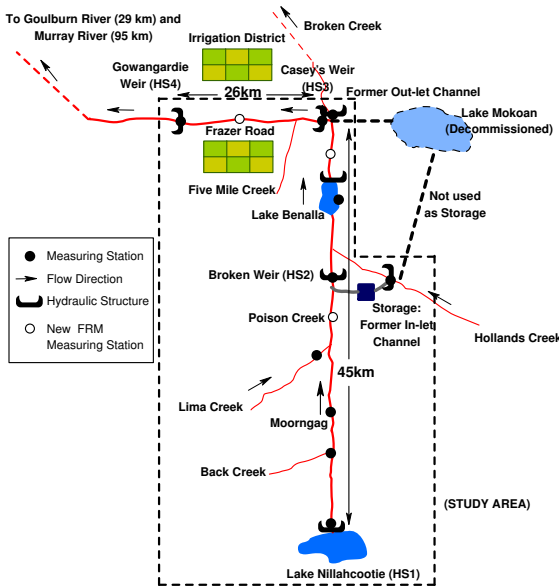 To Goulburn River (29 km) and
Murray River (95 km)
Broken Creek
Irrigation District
Gowangardie
Weir (HS4)
Casey's Weir
(HS3)
26km
Former Out-let Channel
Lake Mokoan
(Decommissioned)
Frazer Road
Five Mile Creek
Lake Benalla
Not used
as Storage
Measuring Station
Flow Direction
Hydraulic Structure
New FRM
Measuring Station
Broken Weir (HS2)
Storage:
Former In-let
Channel
Poison Creek
Hollands Creek
45km
Lima Creek
Moorngag
Back Creek
(STUDY AREA)
Lake Nillahcootie (HS1)